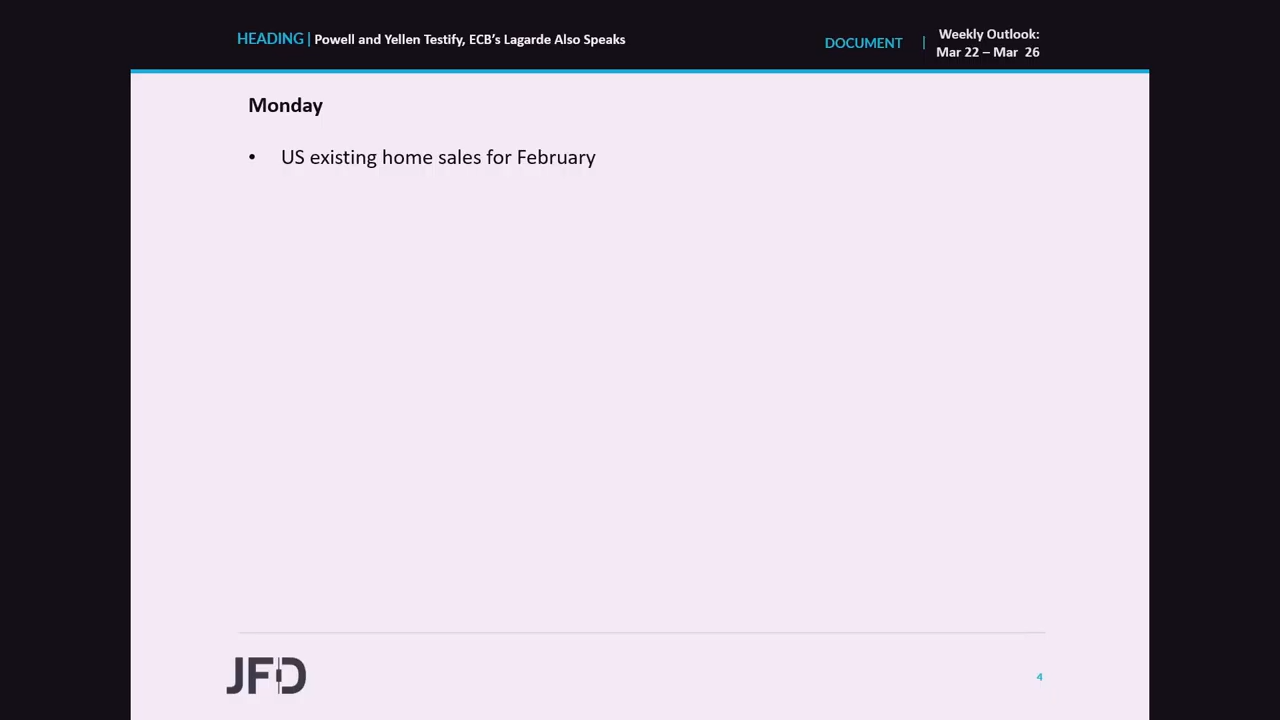 HEADING | Powell and Yellen Testify, ECB’s Lagarde Also Speaks
DOCUMENT | Weekly Outlook:
Mar 22 – Mar 26
Monday
• US existing home sales for February
JFD
4